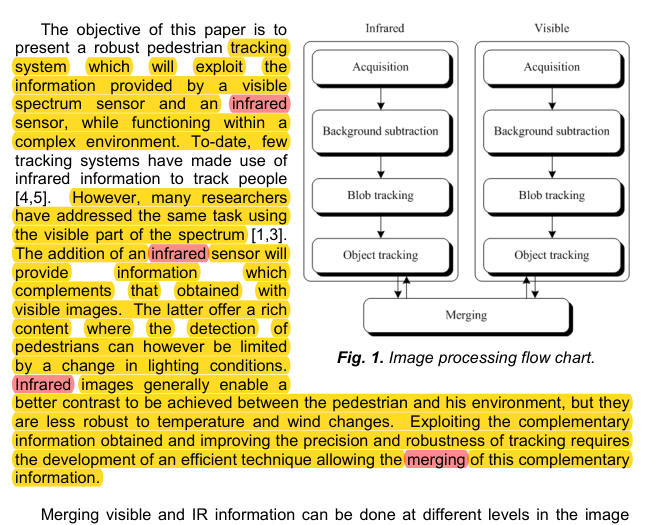 The objective of this paper is to
present a robust pedestrian tracking
system which will exploit the
information provided by a visible
spectrum sensor and an infrared
sensor, while functioning within a
complex environment. To-date, few
tracking systems have made use of
infrared information to track people
[4,5]. However, many researchers
have addressed the same task using
the visible part of the spectrum [1,3].
The addition of an infrared sensor will
provide information which
complements that obtained with
visible images. The latter offer a rich
content where the detection of
pedestrians can however be limited
by a change in lighting conditions.
Infrared images generally enable a
better contrast to be achieved between the pedestrian and his environment, but they
are less robust to temperature and wind changes. Exploiting the complementary
information obtained and improving the precision and robustness of tracking requires
the development of an efficient technique allowing the merging of this complementary
information.
Infrared
Visible
Acquisition
Acquisition
Background subtraction
Background subtraction
Blob tracking
Blob tracking
Object tracking
Object tracking
Merging
Fig. 1. Image processing flow chart.
Merging visible and IR information can be done at different levels in the image